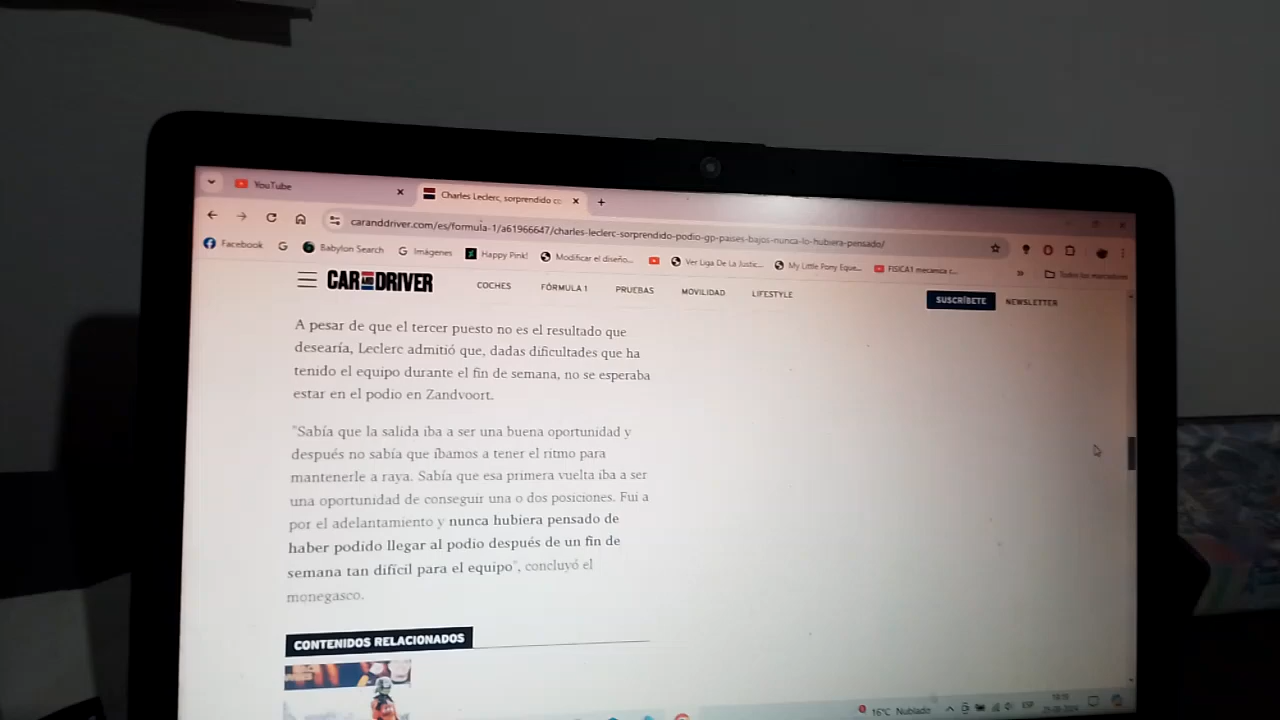 YouTube
Charles Leclerc, sorprendido co
caranddriver.com/es/formula-1/a61966647/charles-leclerc-sorprendido-podio-gp-paises-bajos-nunca-lo-hubiera-pensado/
Facebook
Babylon Search
Imágenes
Happy Pink!
Modificar el diseño...
Ver Liga De La Justic...
My Little Pony Eque...
FISICA1 mecanica c...
»
Todos los marcadores
CAR AND DRIVER
COCHES
FÓRMULA 1
PRUEBAS
MOVILIDAD
LIFESTYLE
SUSCRÍBETE
NEWSLETTER
A pesar de que el tercer puesto no es el resultado que
desearía, Leclerc admitió que, dadas dificultades que ha
tenido el equipo durante el fin de semana, no se esperaba
estar en el podio en Zandvoort.
"Sabía que la salida iba a ser una buena oportunidad y
después no sabía que íbamos a tener el ritmo para
mantenerle a raya. Sabía que esa primera vuelta iba a ser
una oportunidad de conseguir una o dos posiciones. Fui a
por el adelantamiento y nunca hubiera pensado de
haber podido llegar al podio después de un fin de
semana tan difícil para el equipo", concluyó el
monegasco.
CONTENIDOS RELACIONADOS
16°C Nublado
ESP